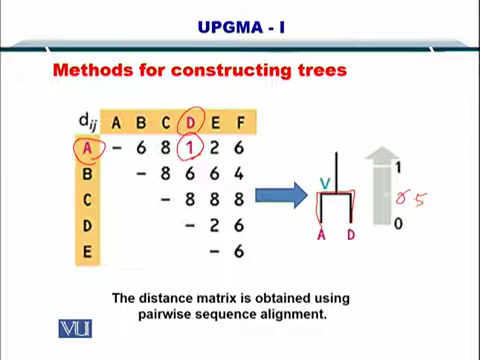 UPGMA - I
Methods for constructing trees
dij A B C D E F
A - 6 8 1 2 6
B - 8 6 6 4
C - 8 8 8
D - 2 6
E - 6
V
A D
1
0.5
0
The distance matrix is obtained using
pairwise sequence alignment.
VU